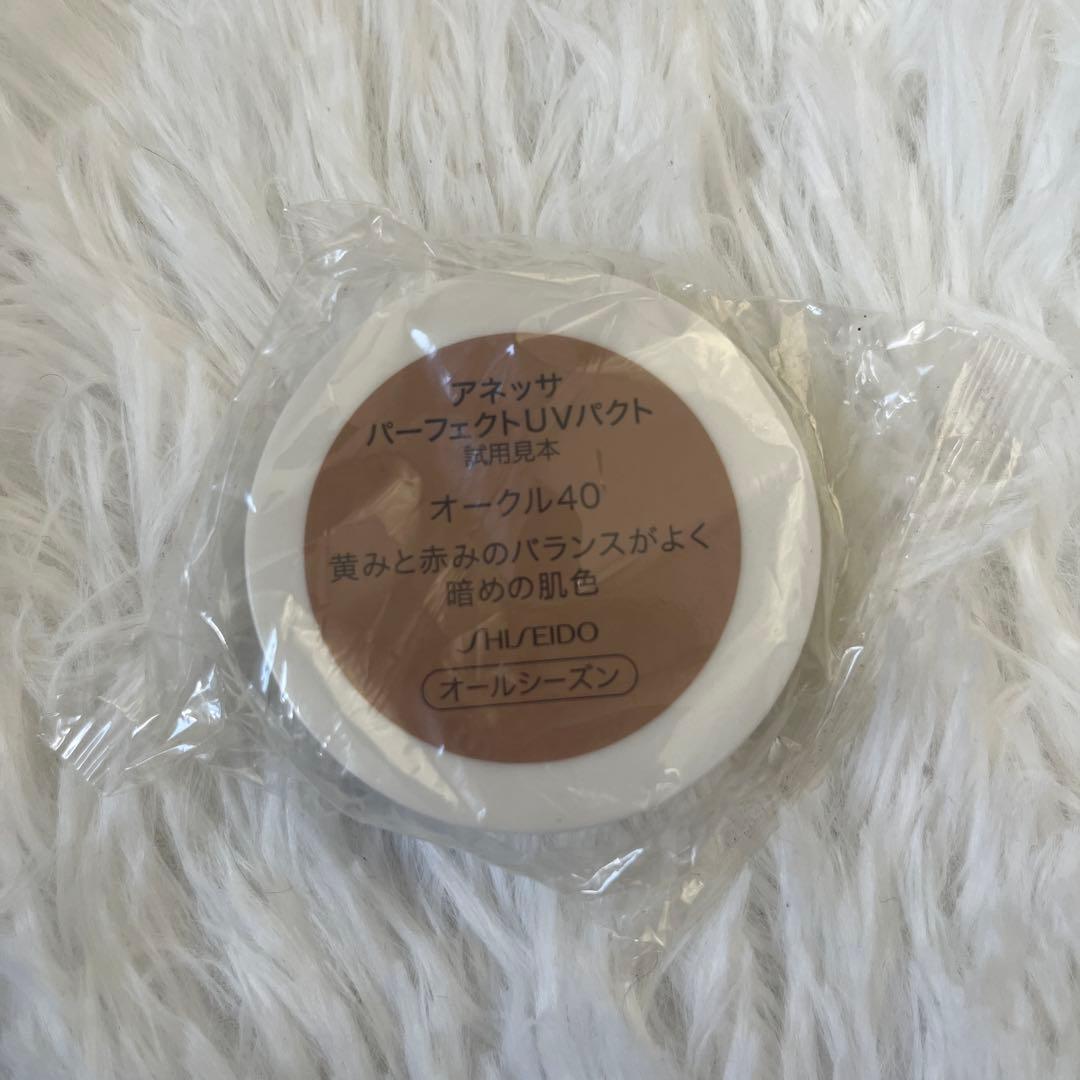 アネッサ
パーフェクトUVパクト
試用見本
オークル40
黄みと赤みのバランスがよく
暗めの肌色
SHISEIDO
オールシーズン